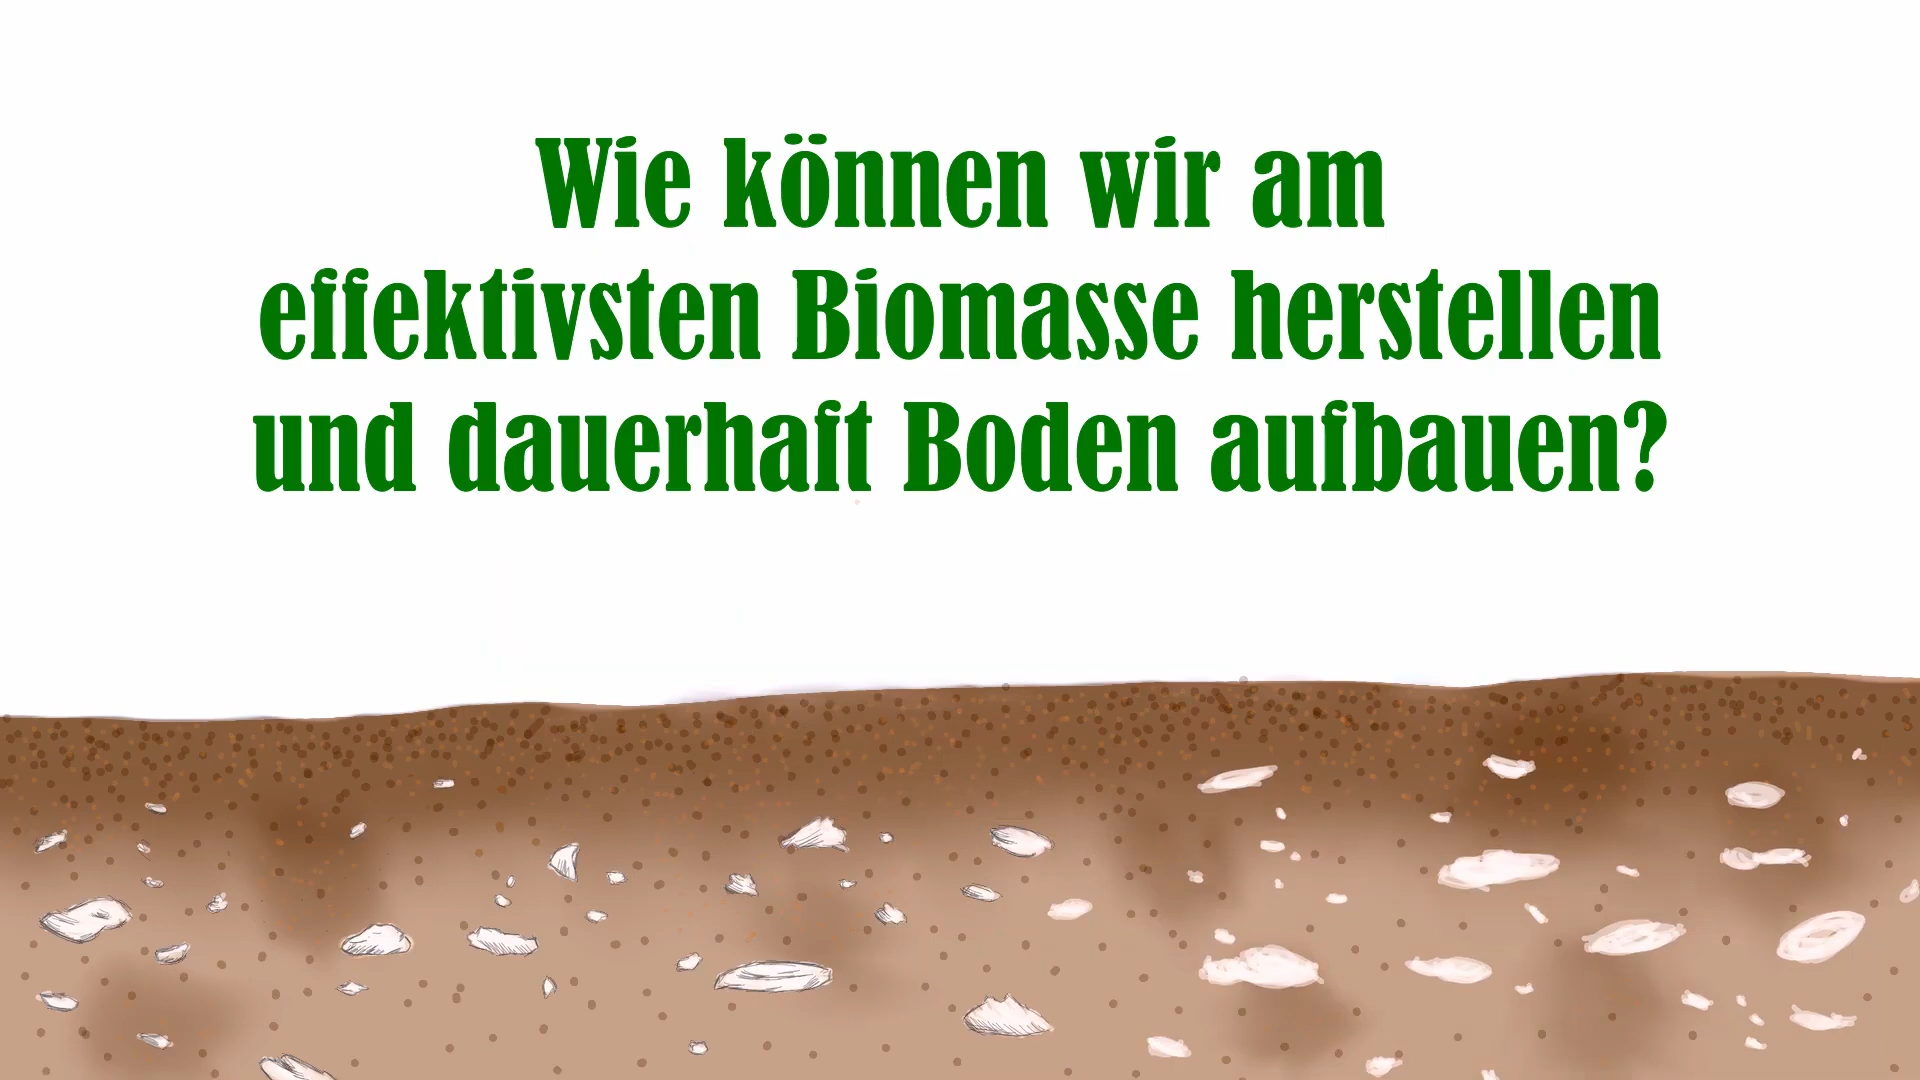 Wie können wir am
effektivsten Biomasse herstellen
und dauerhaft Boden aufbauen?